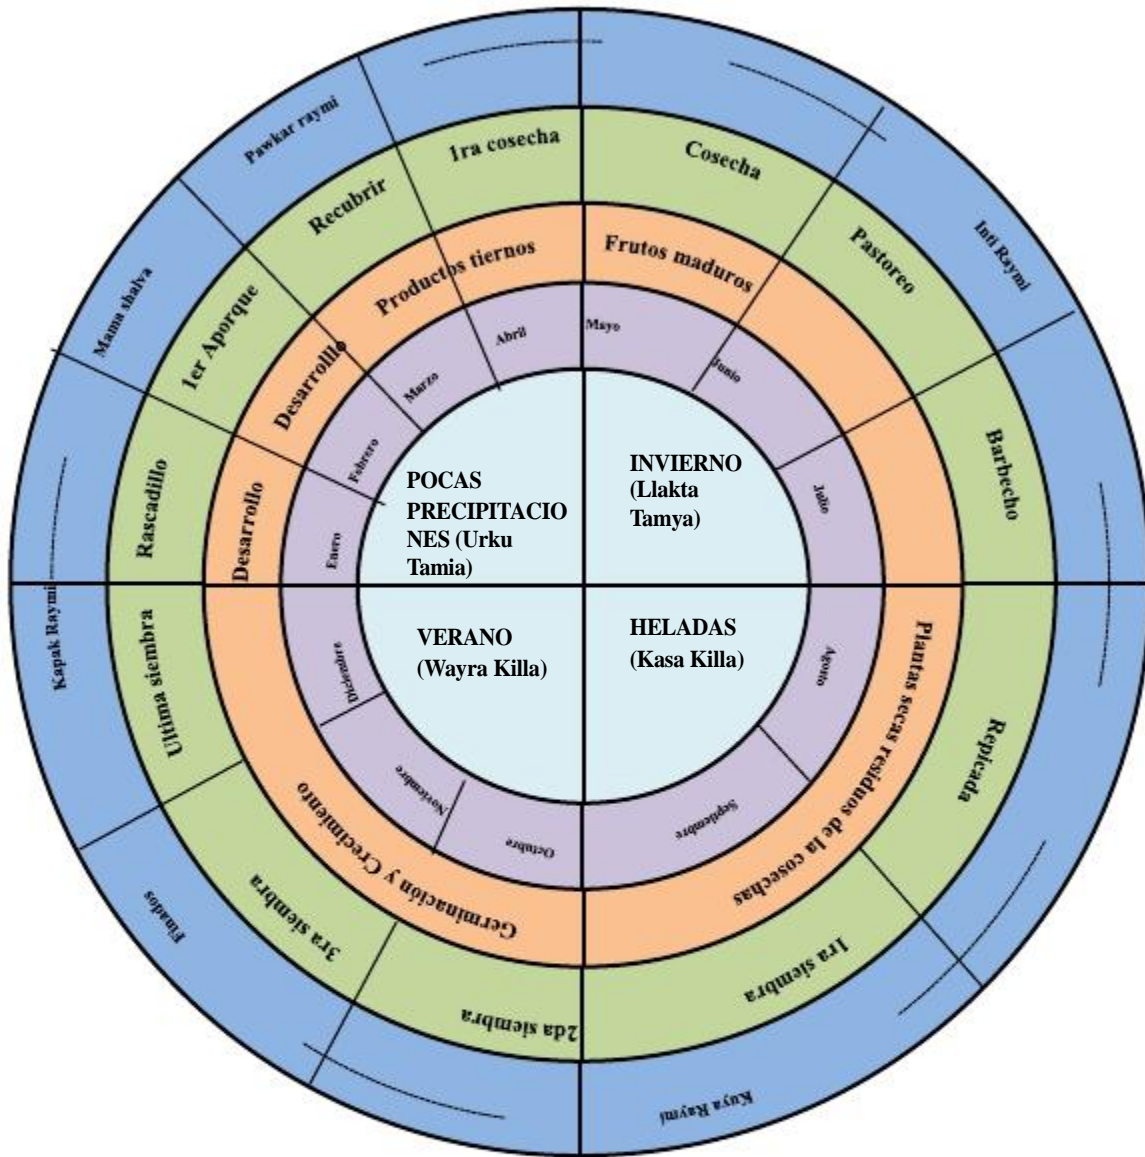 Pawkar raymi
Inti Raymi
Mama shalva
Kapak Raymi
Finados
Kuya Raymi
1ra cosecha
Cosecha
Pastoreo
Barbecho
Repicada
1ra siembra
2da siembra
3ra siembra
Ultima siembra
Rascadillo
1er Aporque
Recubrir
Productos tiernos
Frutos maduros
Plantas secas residuos de la cosechas
Germinación y Crecimiento
Desarrollo
Desarrolllo
Abril
Mayo
Junio
Julio
Agosto
Septiembre
Octubre
Noviembre
Diciembre
Enero
Febrero
Marzo
POCAS
PRECIPITACIO
NES (Urku
Tamia)
INVIERNO
(Llakta
Tamya)
VERANO
(Wayra Killa)
HELADAS
(Kasa Killa)